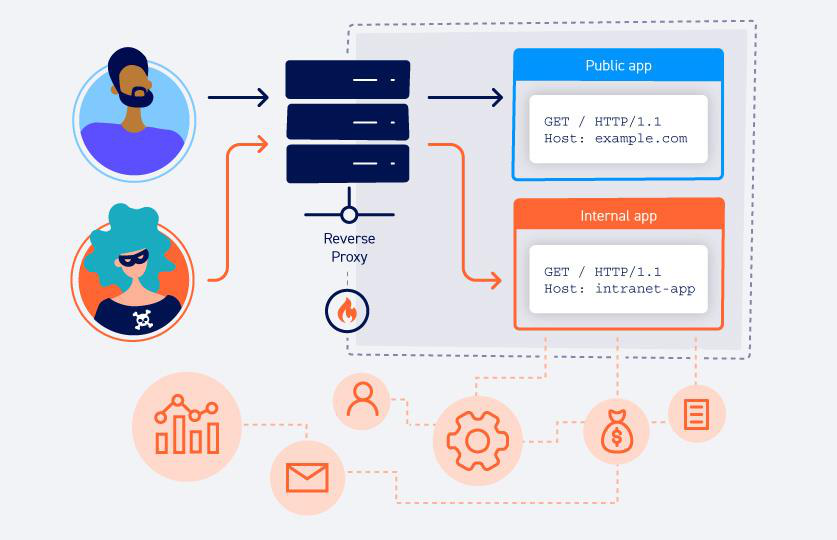 Public app
GET / HTTP/1.1
Host: example.com
Internal app
GET / HTTP/1.1
Host: intranet-app
Reverse
Proxy
$